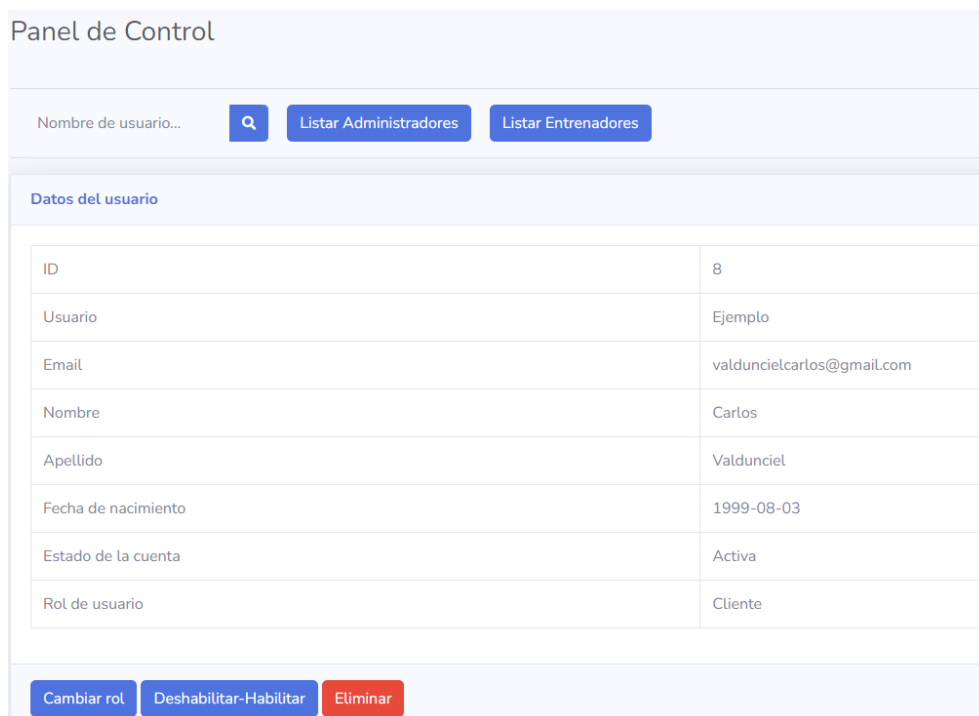 Panel de Control
Nombre de usuario... Listar Administradores Listar Entrenadores
Datos del usuario
ID 8
Usuario Ejemplo
Email valduncielcarlos@gmail.com
Nombre Carlos
Apellido Valdunciel
Fecha de nacimiento 1999-08-03
Estado de la cuenta Activa
Rol de usuario Cliente
Cambiar rol Deshabilitar-Habilitar Eliminar